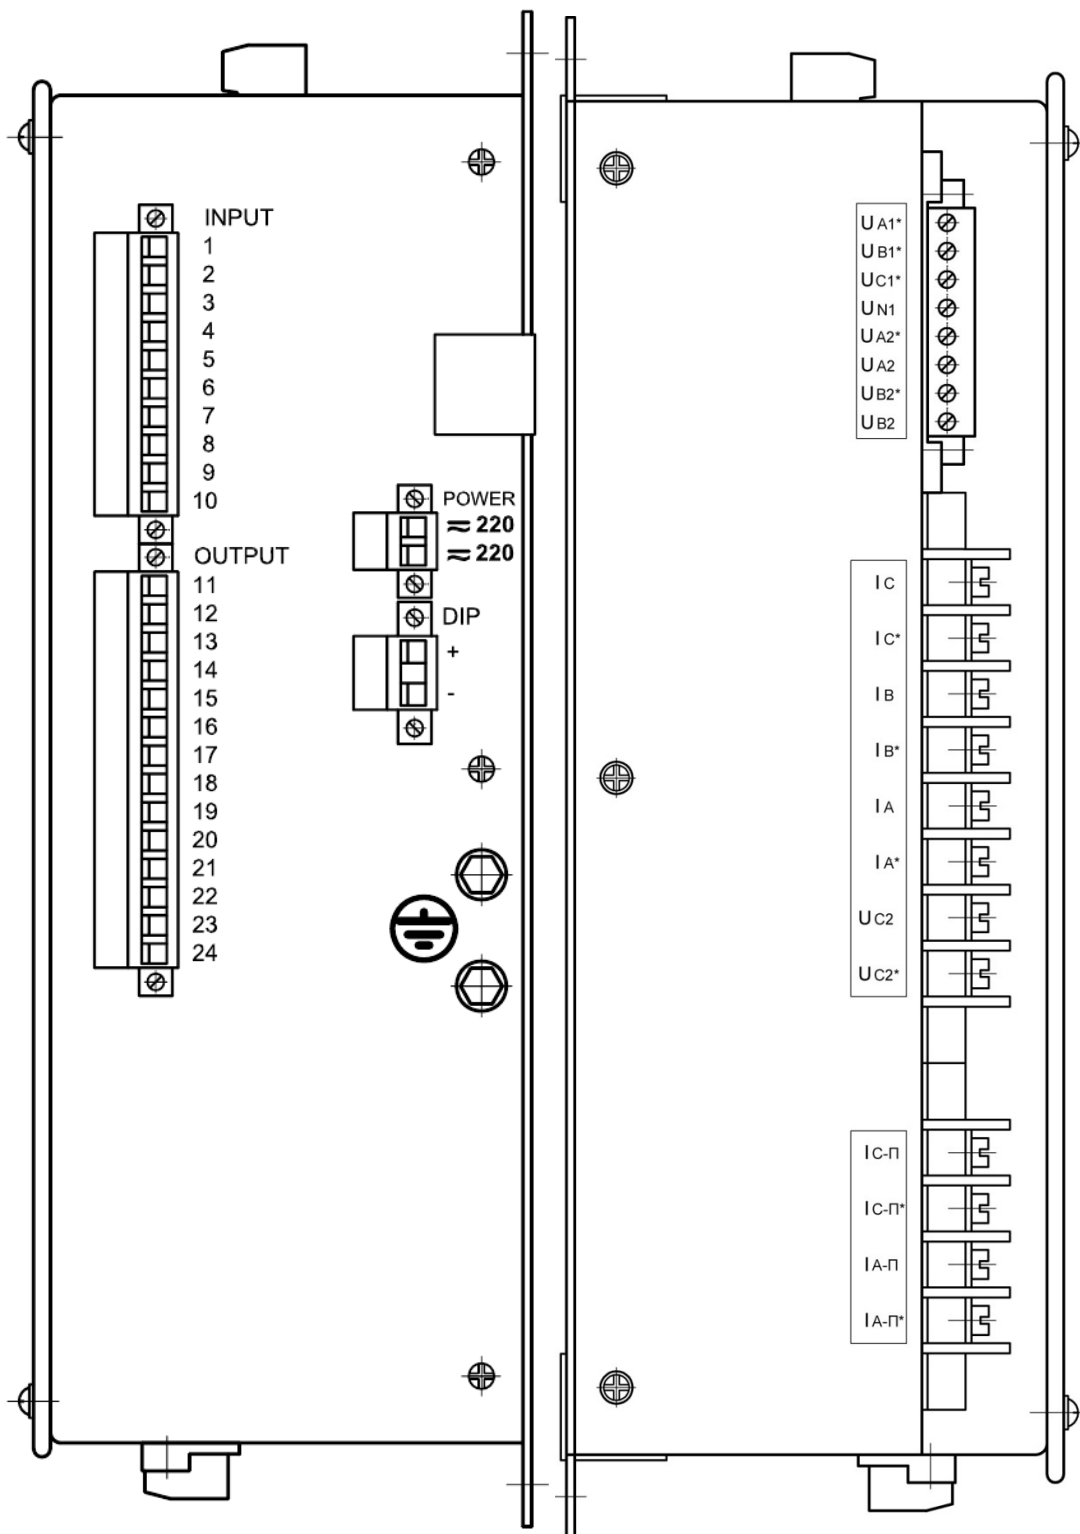 INPUT
1
2
3
4
5
6
7
8
9
10
OUTPUT
11
12
13
14
15
16
17
18
19
20
21
22
23
24
POWER
≂ 220
≂ 220
DIP
+
-
UA1*
UB1*
UC1*
UN1
UA2*
UA2
UB2*
UB2
IC
IC*
IB
IB*
IA
IA*
UC2
UC2*
IC-П
IC-П*
IA-П
IA-П*